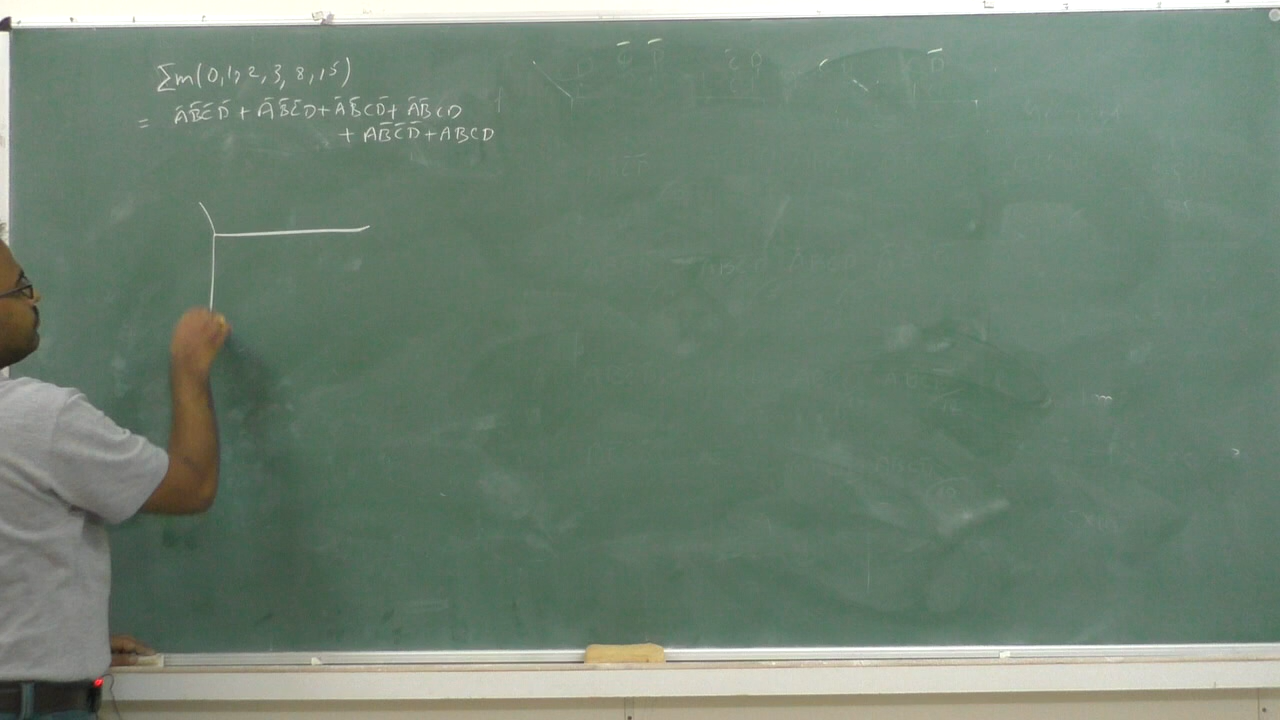 Σm(0,1,2,3,8,15)
= A̅B̅C̅D̅ + A̅B̅C̅D + A̅B̅CD̅ + A̅B̅CD
+ AB̅C̅D̅ + ABCD